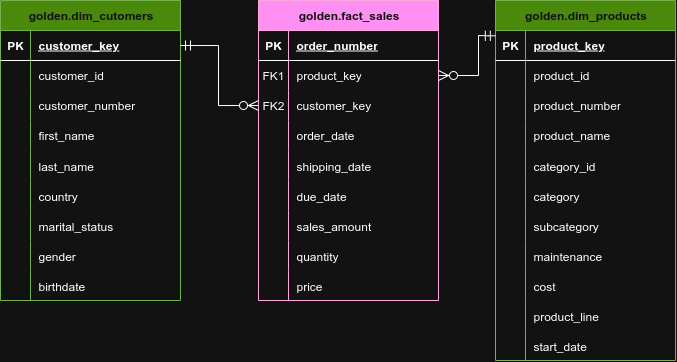 golden.dim_cutomers
PK customer_key
customer_id
customer_number
first_name
last_name
country
marital_status
gender
birthdate
golden.fact_sales
PK order_number
FK1 product_key
FK2 customer_key
order_date
shipping_date
due_date
sales_amount
quantity
price
golden.dim_products
PK product_key
product_id
product_number
product_name
category_id
category
subcategory
maintenance
cost
product_line
start_date